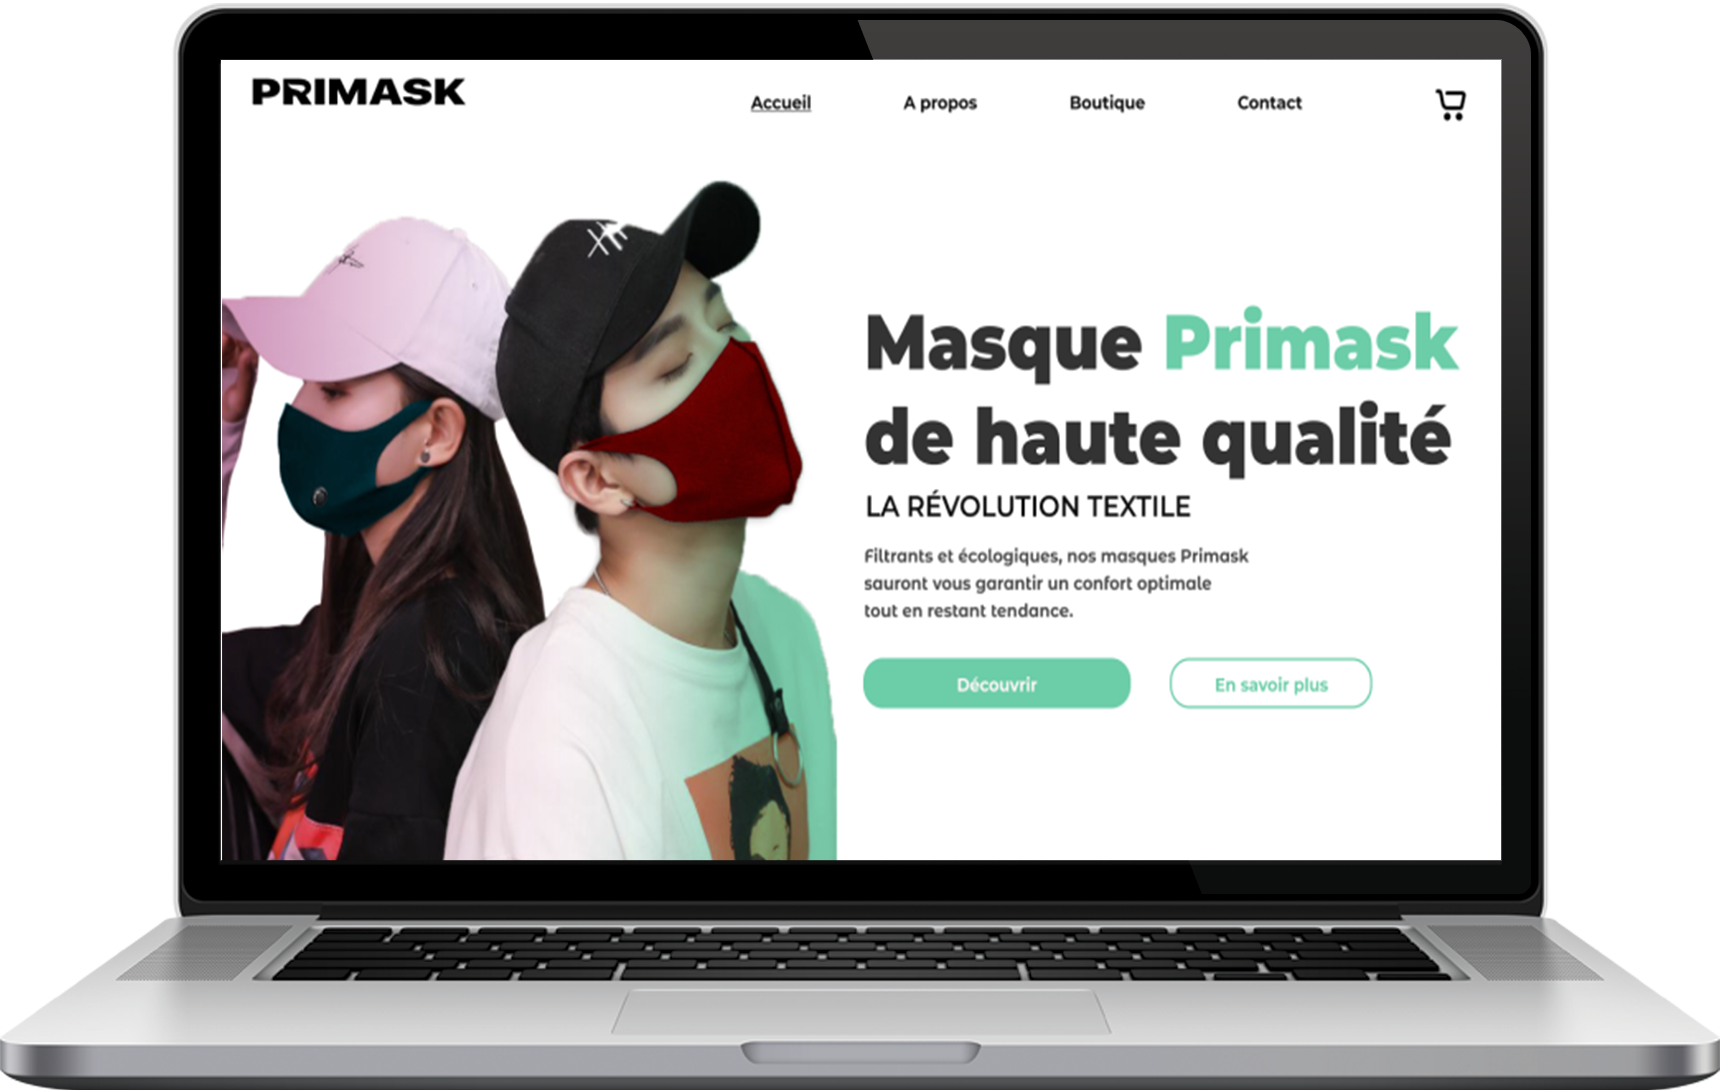 PRIMASK
Accueil
A propos
Boutique
Contact
Masque Primask
de haute qualité
LA RÉVOLUTION TEXTILE
Filtrants et écologiques, nos masques Primask
sauront vous garantir un confort optimale
tout en restant tendance.
Découvrir
En savoir plus